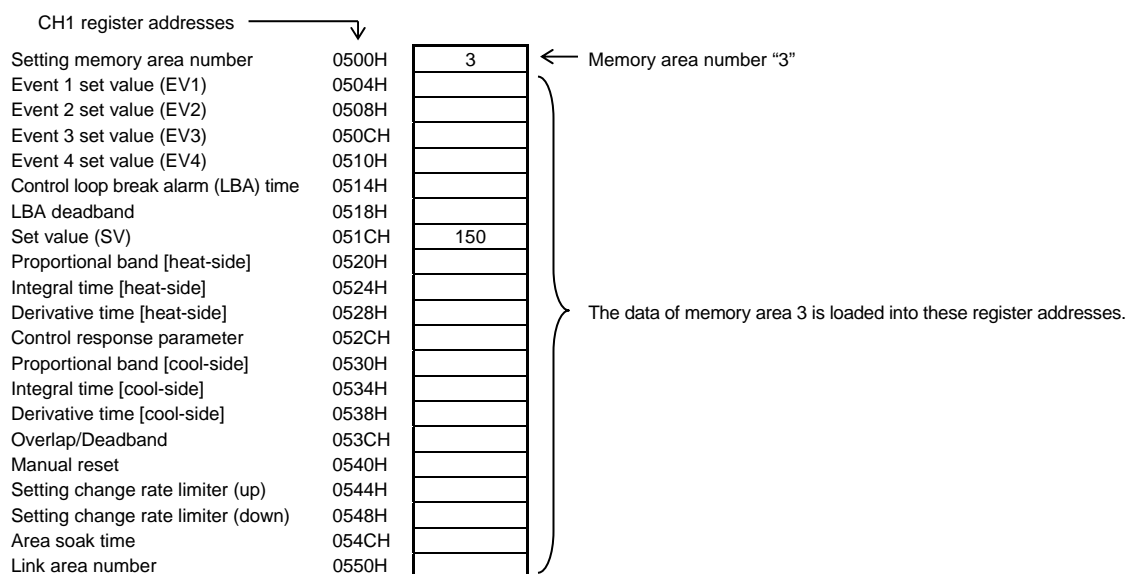 CH1 register addresses
Setting memory area number 0500H 3 Memory area number “3”
Event 1 set value (EV1) 0504H
Event 2 set value (EV2) 0508H
Event 3 set value (EV3) 050CH
Event 4 set value (EV4) 0510H
Control loop break alarm (LBA) time 0514H
LBA deadband 0518H
Set value (SV) 051CH 150
Proportional band [heat-side] 0520H
Integral time [heat-side] 0524H
Derivative time [heat-side] 0528H The data of memory area 3 is loaded into these register addresses.
Control response parameter 052CH
Proportional band [cool-side] 0530H
Integral time [cool-side] 0534H
Derivative time [cool-side] 0538H
Overlap/Deadband 053CH
Manual reset 0540H
Setting change rate limiter (up) 0544H
Setting change rate limiter (down) 0548H
Area soak time 054CH
Link area number 0550H